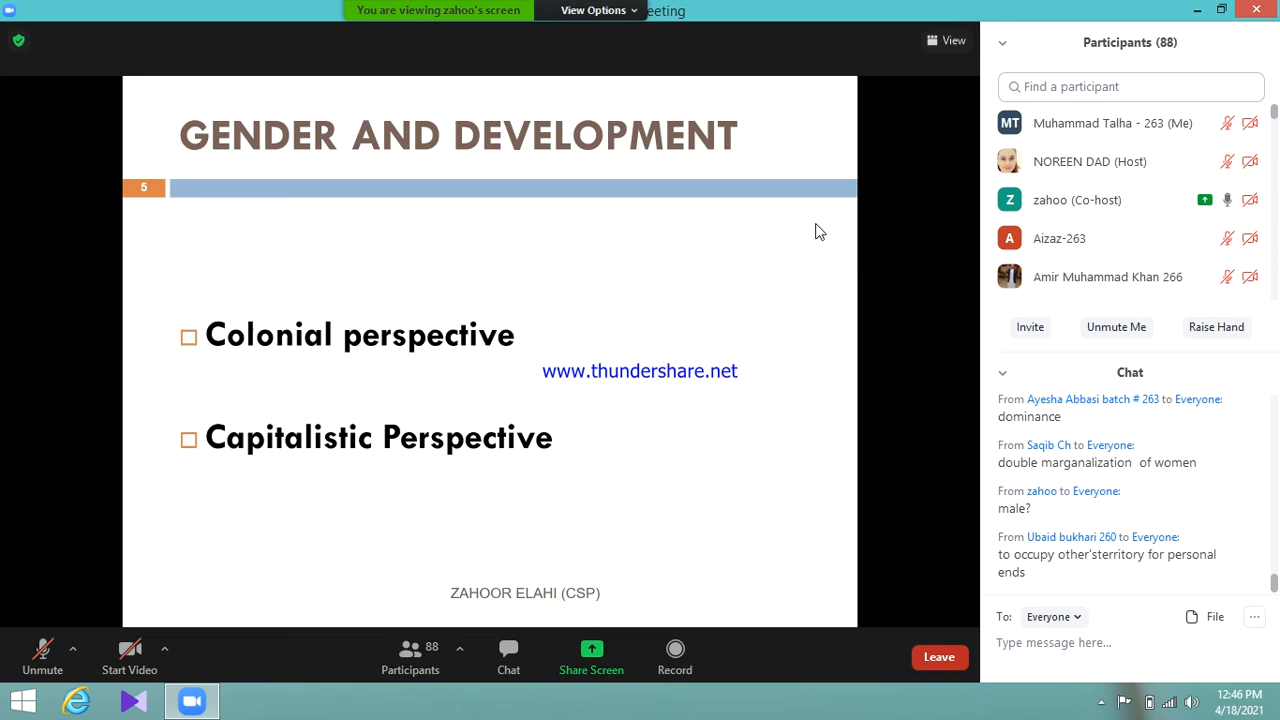 You are viewing zahoo's screen
View Options
eeting
View
GENDER AND DEVELOPMENT
5
Colonial perspective
www.thundershare.net
Capitalistic Perspective
ZAHOOR ELAHI (CSP)
Participants (88)
Find a participant
MT Muhammad Talha - 263 (Me)
NOREEN DAD (Host)
Z zahoo (Co-host)
A Aizaz-263
Amir Muhammad Khan 266
Invite Unmute Me Raise Hand
Chat
From Ayesha Abbasi batch # 263 to Everyone:
dominance
From Saqib Ch to Everyone:
double marganalization of women
From zahoo to Everyone:
male?
From Ubaid bukhari 260 to Everyone:
to occupy other'sterritory for personal
ends
To: Everyone File
Type message here...
Unmute Start Video Participants 88 Chat Share Screen Record Leave
12:46 PM
4/18/2021